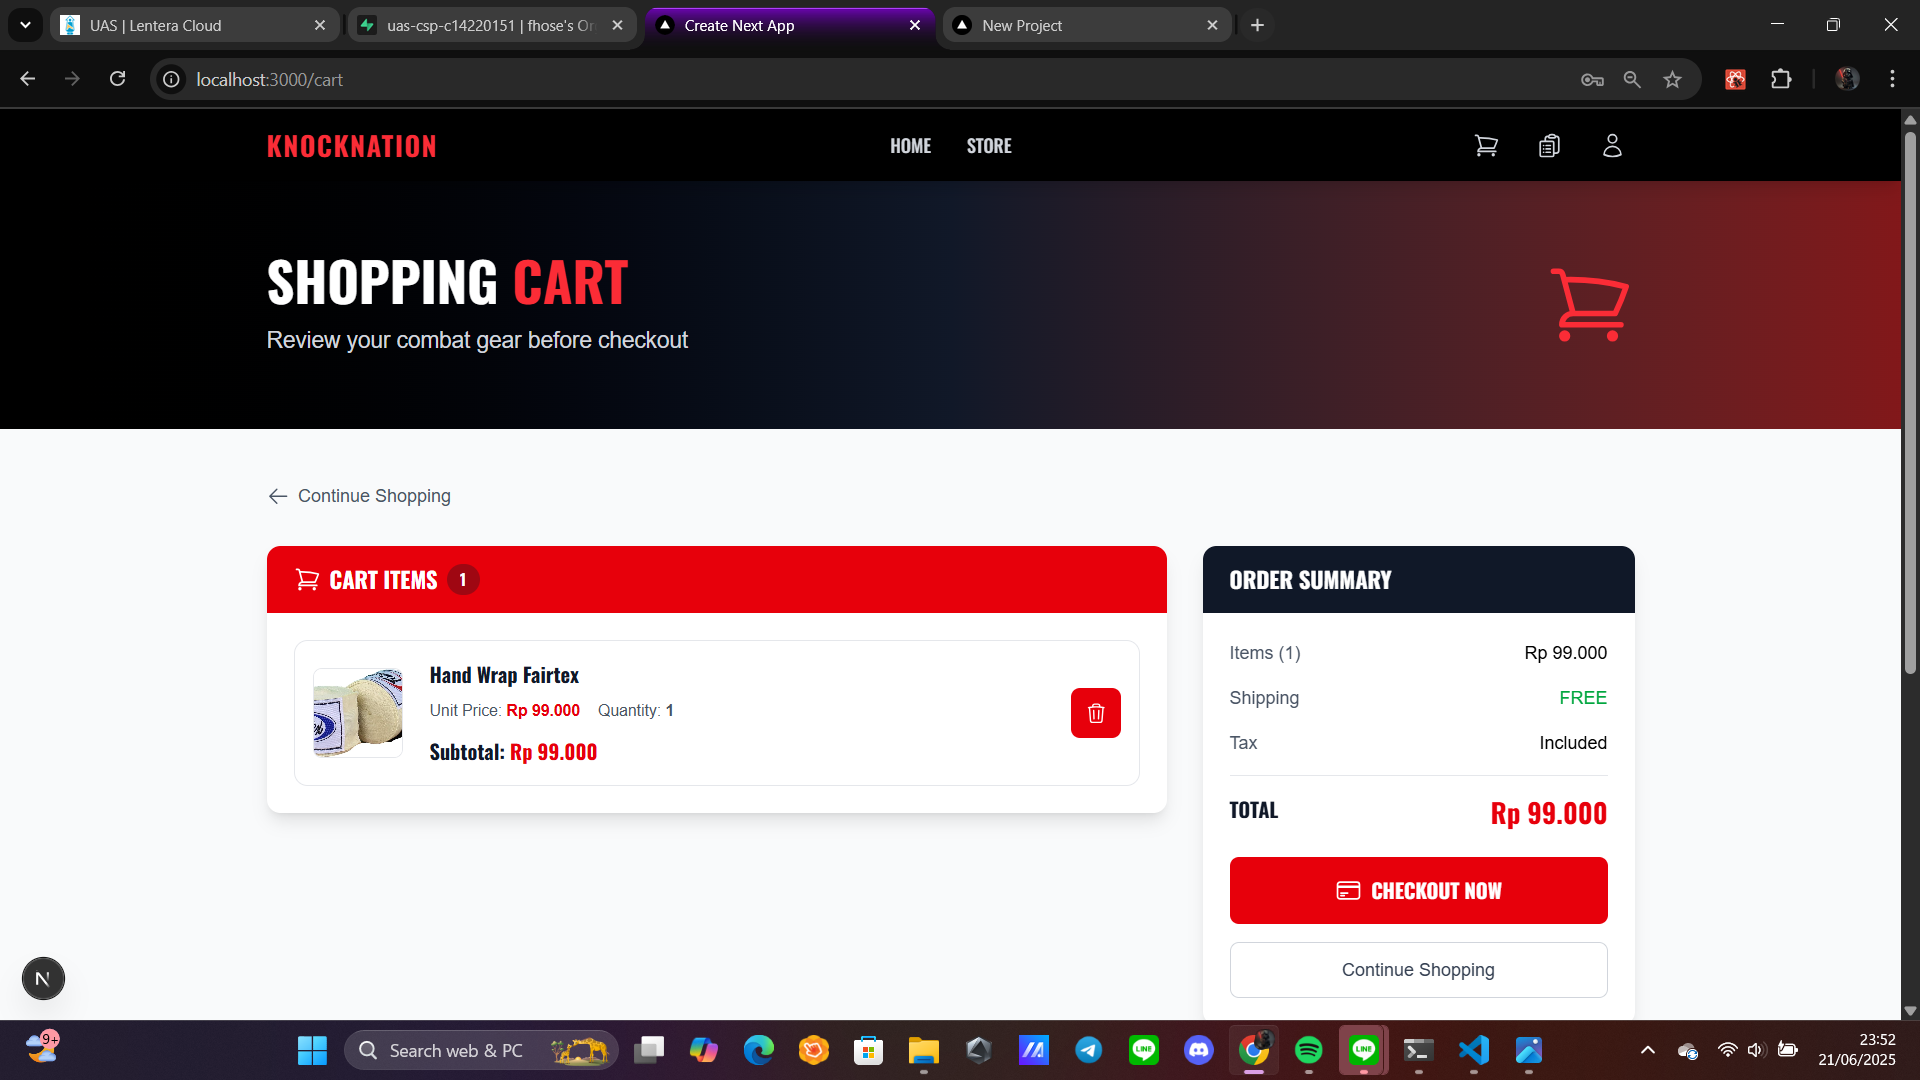 UAS | Lentera Cloud
uas-csp-c14220151 | fhose's Or
Create Next App
New Project
localhost:3000/cart
KNOCKNATION
HOME
STORE
SHOPPING CART
Review your combat gear before checkout
Continue Shopping
CART ITEMS 1
Hand Wrap Fairtex
Unit Price: Rp 99.000 Quantity: 1
Subtotal: Rp 99.000
ORDER SUMMARY
Items (1) Rp 99.000
Shipping FREE
Tax Included
TOTAL Rp 99.000
CHECKOUT NOW
Continue Shopping
N
9+
Search web & PC
LINE
LINE
23:52
21/06/2025